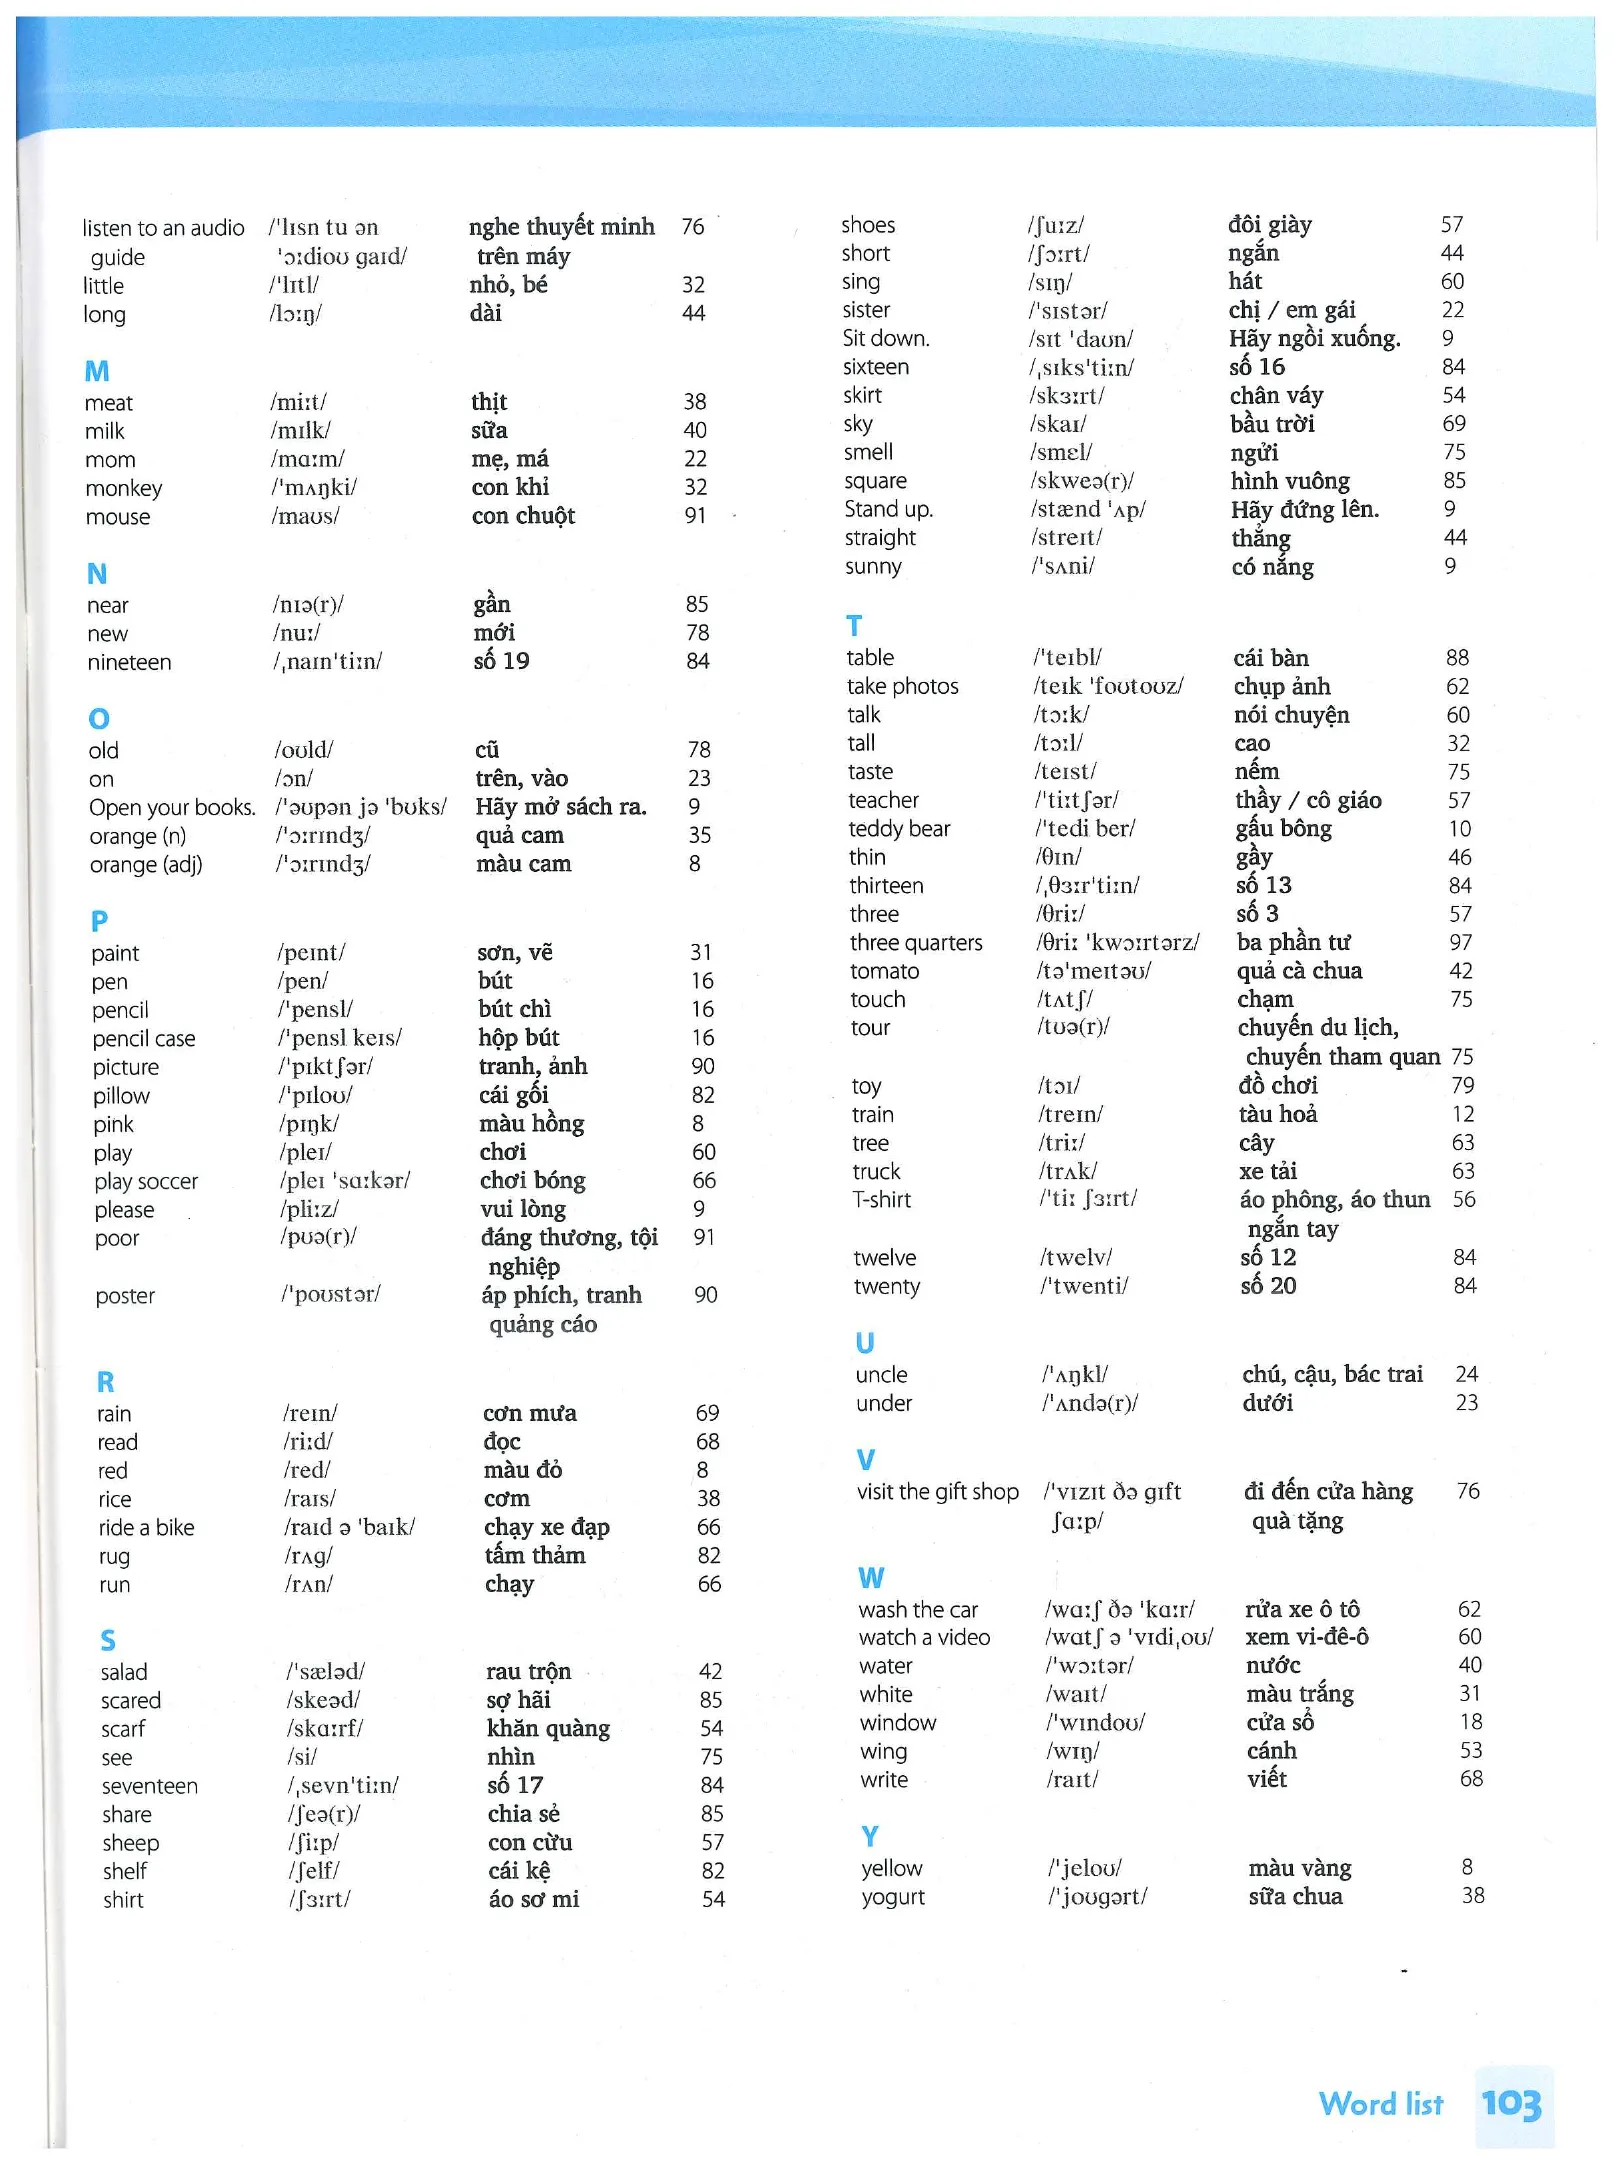 listen to an audio /ˈlɪsn tu ən nghe thuyết minh 76
guide ˈɔːdioʊ gaɪd/ trên máy
little /ˈlɪtl/ nhỏ, bé 32
long /lɔːŋ/ dài 44
M
meat /miːt/ thịt 38
milk /mɪlk/ sữa 40
mom /mɑːm/ mẹ, má 22
monkey /ˈmʌŋki/ con khỉ 32
mouse /maʊs/ con chuột 91
N
near /nɪə(r)/ gần 85
new /nuː/ mới 78
nineteen /ˌnaɪnˈtiːn/ số 19 84
O
old /oʊld/ cũ 78
on /ɔn/ trên, vào 23
Open your books. /ˈəʊpən jə ˈbʊks/ Hãy mở sách ra. 9
orange (n) /ˈɔːrɪndʒ/ quả cam 35
orange (adj) /ˈɔːrɪndʒ/ màu cam 8
P
paint /peɪnt/ sơn, vẽ 31
pen /pen/ bút 16
pencil /ˈpensl/ bút chì 16
pencil case /ˈpensl keɪs/ hộp bút 16
picture /ˈpɪktʃər/ tranh, ảnh 90
pillow /ˈpɪloʊ/ cái gối 82
pink /pɪŋk/ màu hồng 8
play /pleɪ/ chơi 60
play soccer /pleɪ ˈsɑːkər/ chơi bóng 66
please /pliːz/ vui lòng 9
poor /pʊə(r)/ đáng thương, tội 91
nghiệp
poster /ˈpoʊstər/ áp phích, tranh 90
quảng cáo
R
rain /reɪn/ cơn mưa 69
read /riːd/ đọc 68
red /red/ màu đỏ 8
rice /raɪs/ cơm 38
ride a bike /raɪd ə ˈbaɪk/ chạy xe đạp 66
rug /rʌg/ tấm thảm 82
run /rʌn/ chạy 66
S
salad /ˈsæləd/ rau trộn 42
scared /skeəd/ sợ hãi 85
scarf /skɑːrf/ khăn quàng 54
see /si/ nhìn 75
seventeen /ˌsevnˈtiːn/ số 17 84
share /ʃeə(r)/ chia sẻ 85
sheep /ʃiːp/ con cừu 57
shelf /ʃelf/ cái kệ 82
shirt /ʃɜːrt/ áo sơ mi 54
shoes /ʃuːz/ đôi giày 57
short /ʃɔːrt/ ngắn 44
sing /sɪŋ/ hát 60
sister /ˈsɪstər/ chị / em gái 22
Sit down. /sɪt ˈdaʊn/ Hãy ngồi xuống. 9
sixteen /ˌsɪksˈtiːn/ số 16 84
skirt /skɜːrt/ chân váy 54
sky /skaɪ/ bầu trời 69
smell /smɛl/ ngửi 75
square /skweə(r)/ hình vuông 85
Stand up. /stænd ˈʌp/ Hãy đứng lên. 9
straight /streɪt/ thẳng 44
sunny /ˈsʌni/ có nắng 9
T
table /ˈteɪbl/ cái bàn 88
take photos /teɪk ˈfoʊtoʊz/ chụp ảnh 62
talk /tɔːk/ nói chuyện 60
tall /tɔːl/ cao 32
taste /teɪst/ nếm 75
teacher /ˈtiːtʃər/ thầy / cô giáo 57
teddy bear /ˈtedi ber/ gấu bông 10
thin /θɪn/ gầy 46
thirteen /ˌθɜːrˈtiːn/ số 13 84
three /θriː/ số 3 57
three quarters /θriː ˈkwɔːrtərz/ ba phần tư 97
tomato /təˈmeɪtəʊ/ quả cà chua 42
touch /tʌtʃ/ chạm 75
tour /tʊə(r)/ chuyến du lịch,
chuyến tham quan 75
toy /tɔɪ/ đồ chơi 79
train /treɪn/ tàu hoả 12
tree /triː/ cây 63
truck /trʌk/ xe tải 63
T-shirt /ˈtiː ʃɜːrt/ áo phông, áo thun 56
ngắn tay
twelve /twelv/ số 12 84
twenty /ˈtwenti/ số 20 84
U
uncle /ˈʌŋkl/ chú, cậu, bác trai 24
under /ˈʌndə(r)/ dưới 23
V
visit the gift shop /ˈvɪzɪt ðə gɪft đi đến cửa hàng 76
ʃɑːp/ quà tặng
W
wash the car /wɑːʃ ðə ˈkɑːr/ rửa xe ô tô 62
watch a video /wɑtʃ ə ˈvɪdiˌoʊ/ xem vi-đê-ô 60
water /ˈwɔːtər/ nước 40
white /waɪt/ màu trắng 31
window /ˈwɪndoʊ/ cửa sổ 18
wing /wɪŋ/ cánh 53
write /raɪt/ viết 68
Y
yellow /ˈjeloʊ/ màu vàng 8
yogurt /ˈjoʊgərt/ sữa chua 38
Word list 103